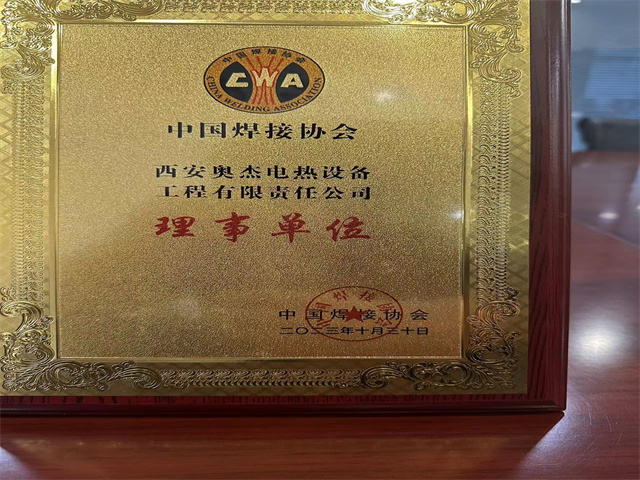 中国焊接协会
CWA
CHINA WELDING ASSOCIATION
中国焊接协会
西安奥杰电热设备
工程有限责任公司
理事单位
中国焊接协会
二〇二三年十月三十日